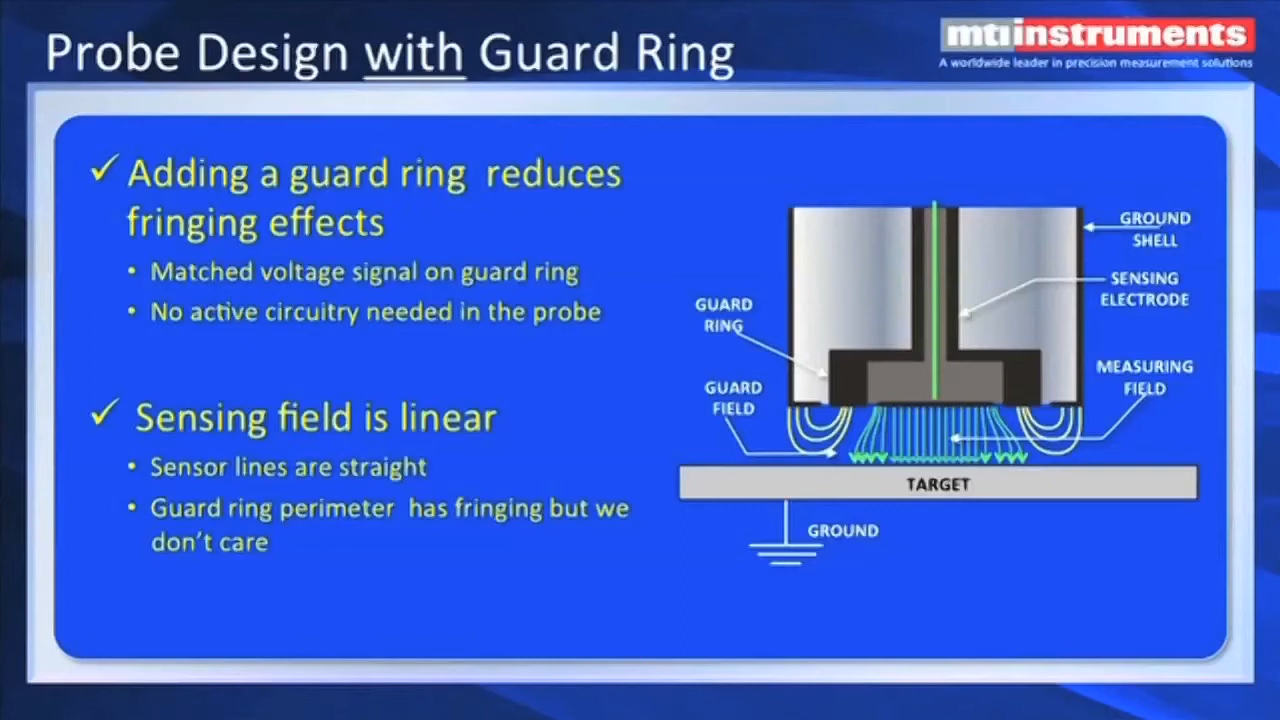 Probe Design with Guard Ring
mtiinstruments
A worldwide leader in precision measurement solutions
✓ Adding a guard ring reduces
fringing effects
• Matched voltage signal on guard ring
• No active circuitry needed in the probe
✓ Sensing field is linear
• Sensor lines are straight
• Guard ring perimeter has fringing but we
don't care
GROUND
SHELL
SENSING
ELECTRODE
GUARD
RING
MEASURING
FIELD
GUARD
FIELD
TARGET
GROUND